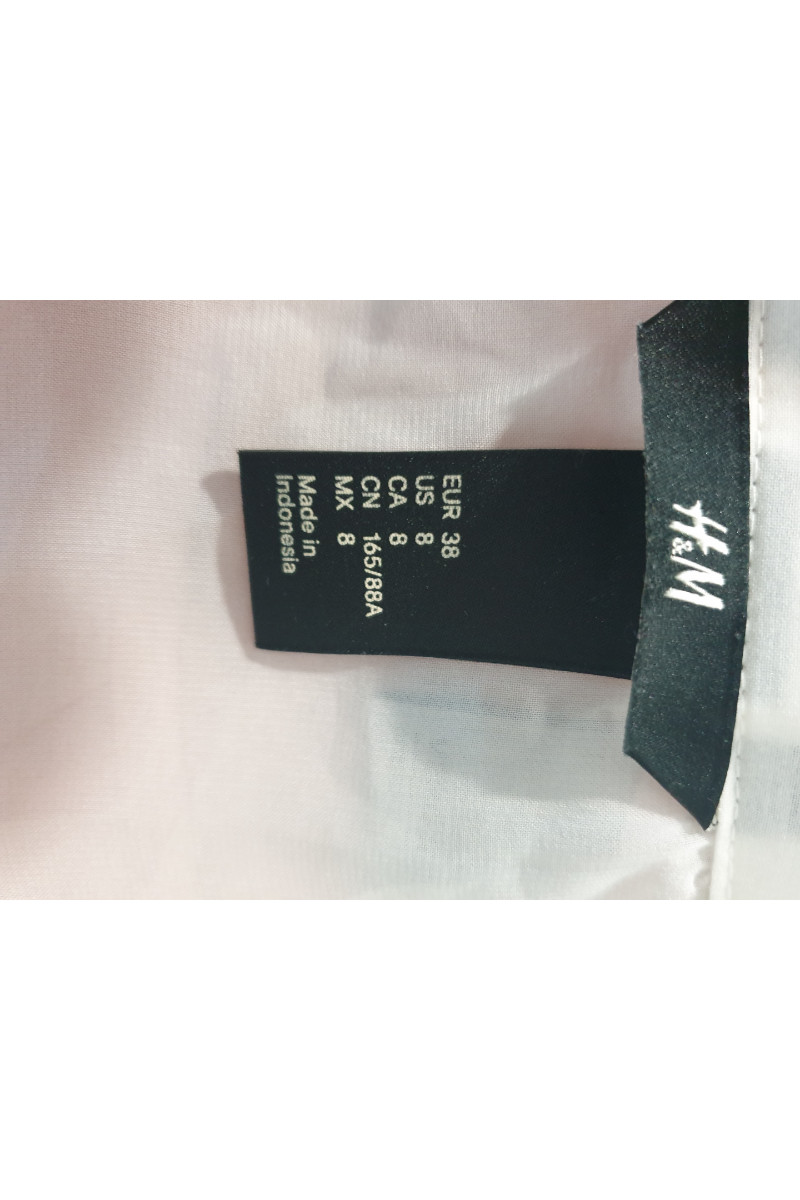 H&M
EUR 38
US 8
CA 8
CN 165/88A
MX 8
Made in
Indonesia